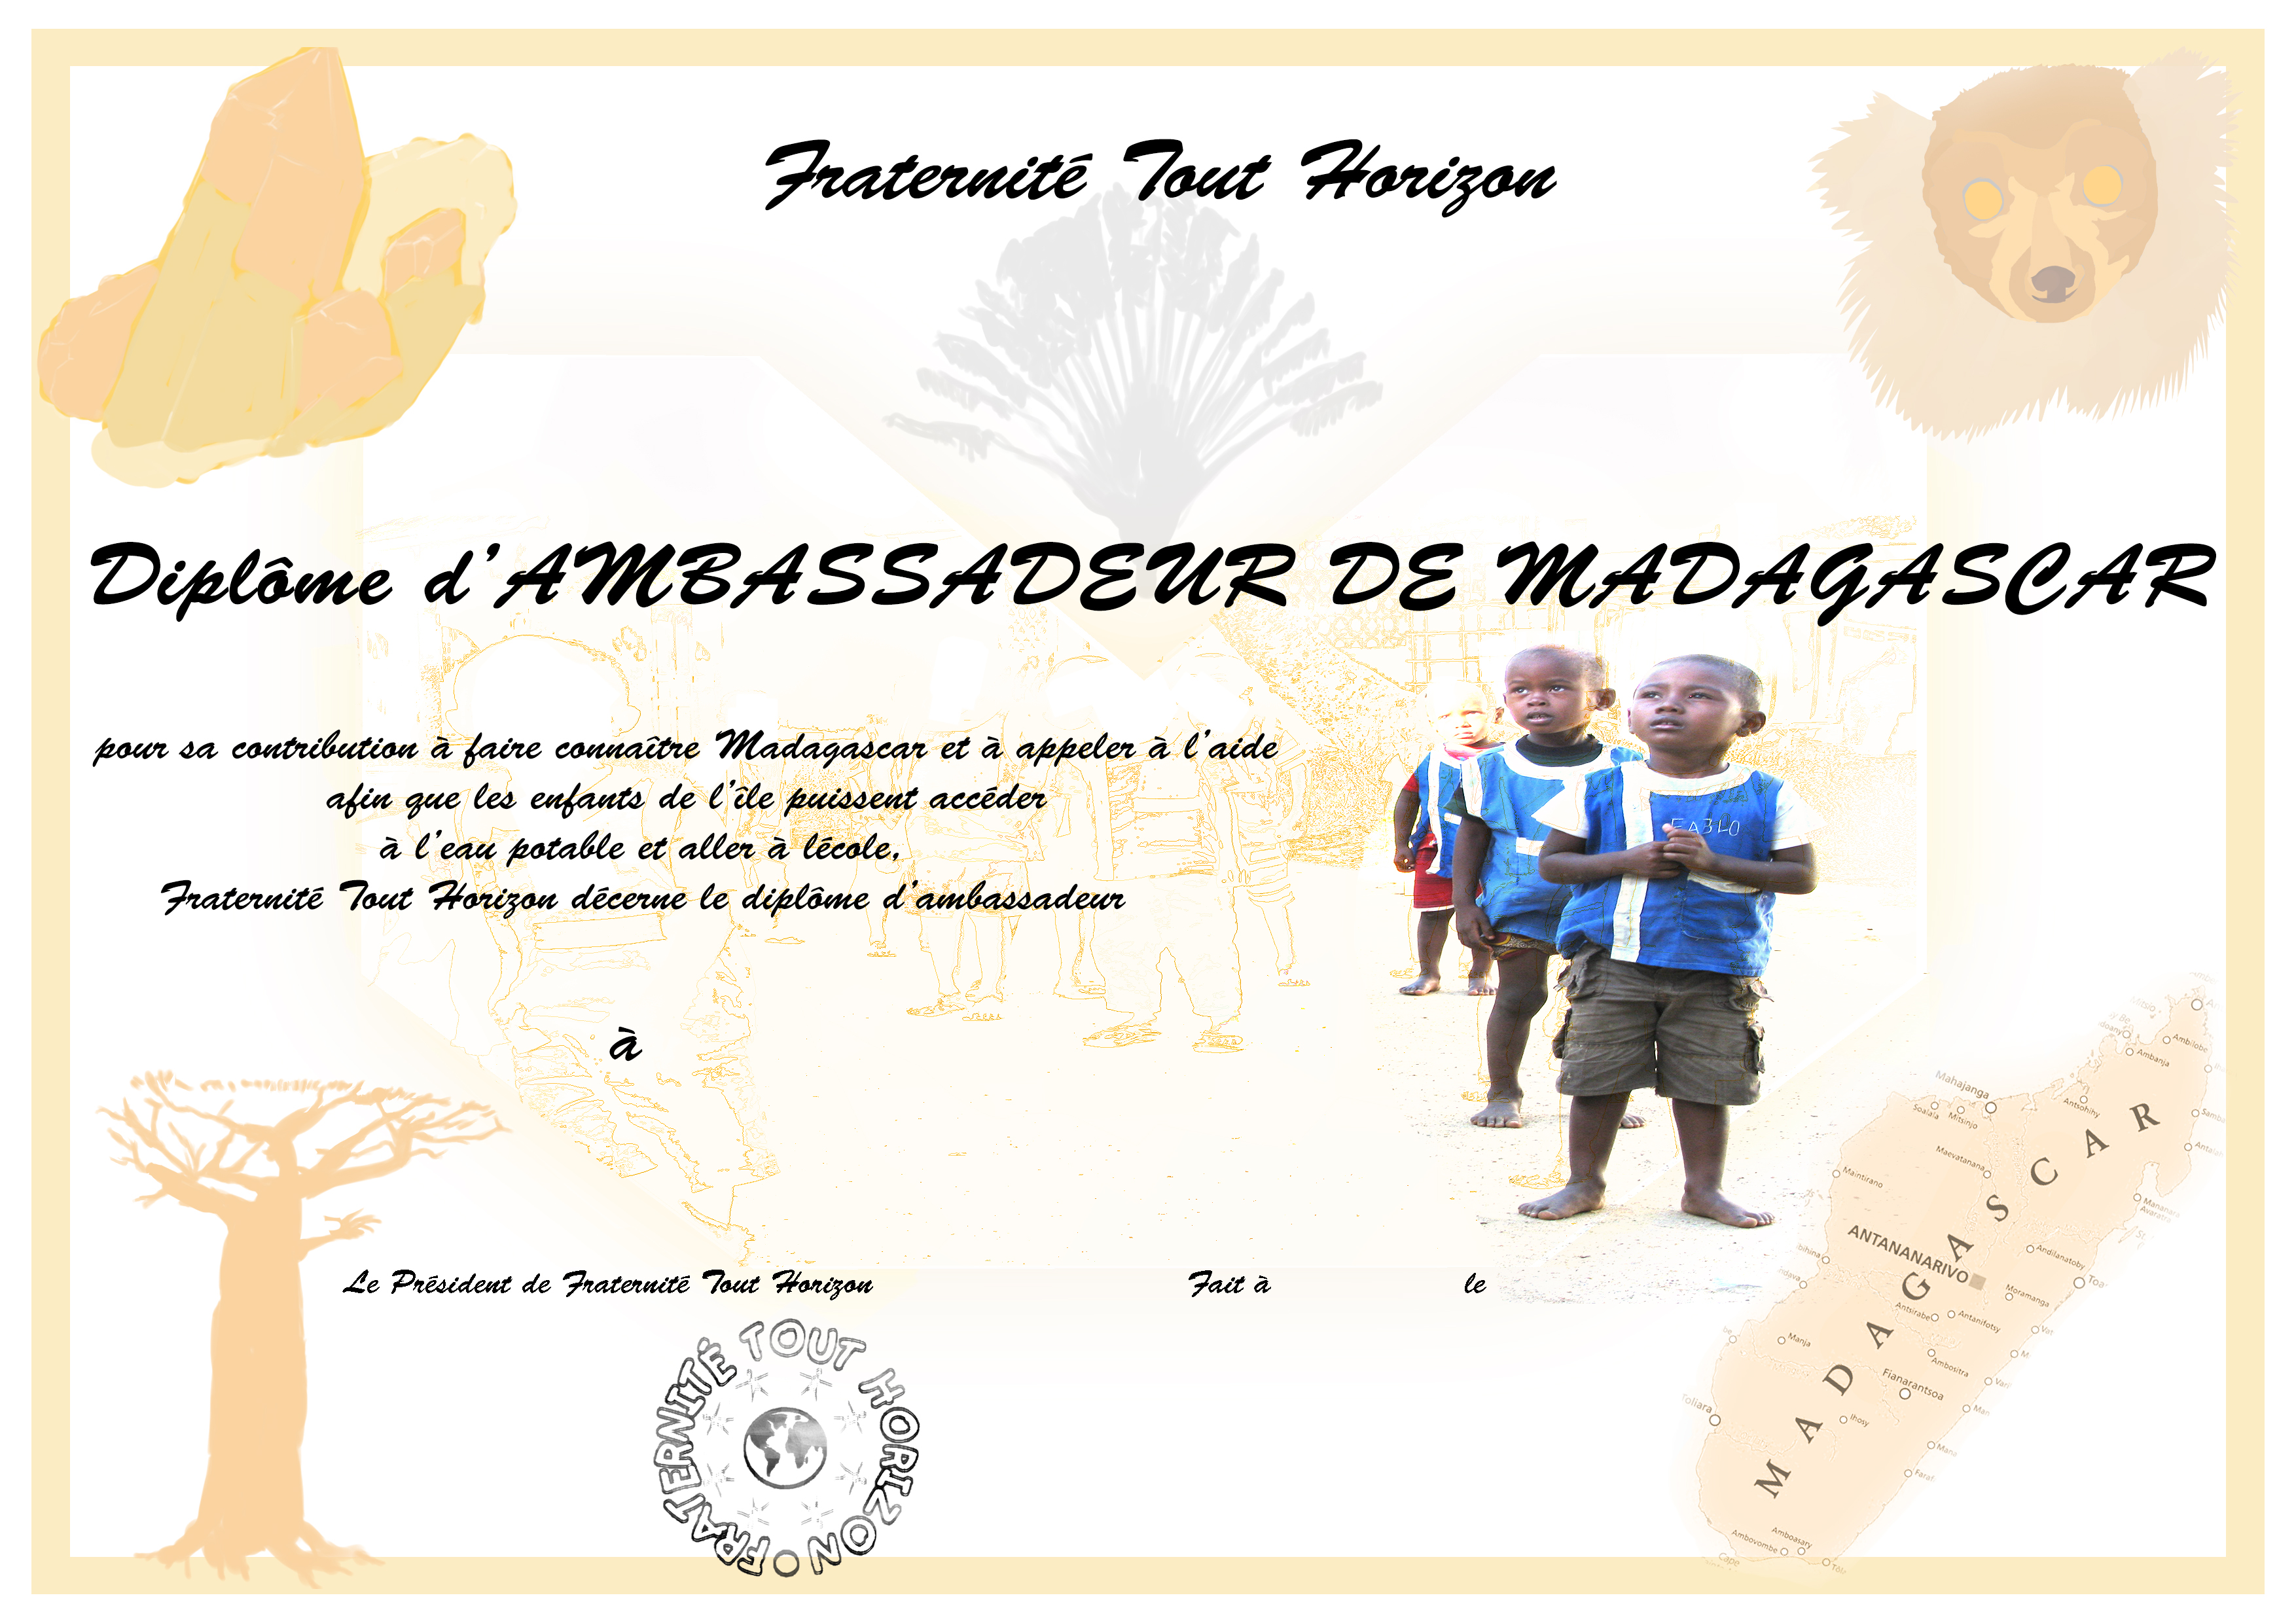 Fraternité Tout Horizon
Diplôme d'AMBASSADEUR DE MADAGASCAR
pour sa contribution à faire connaître Madagascar et à appeler à l'aide
afin que les enfants de l'île puissent accéder
à l'eau potable et aller à lécole,
Fraternité Tout Horizon décerne le diplôme d'ambassadeur
à
Le Président de Fraternité Tout Horizon
Fait à le
FRATERNITÉ TOUT HORIZON
MADAGASCAR
Ambilobe
Ambanja
Mahajanga
Antsohihy
Soalala
Mitsinjo
Maevatanana
Maintirano
ANTANANARIVO
Andilanatoby
Moramanga
Antsirabe
Antanifotsy
Manja
Ambositra
Fianarantsoa
Toliara
Ihosy
Amboasary
Ambovombe
Cape